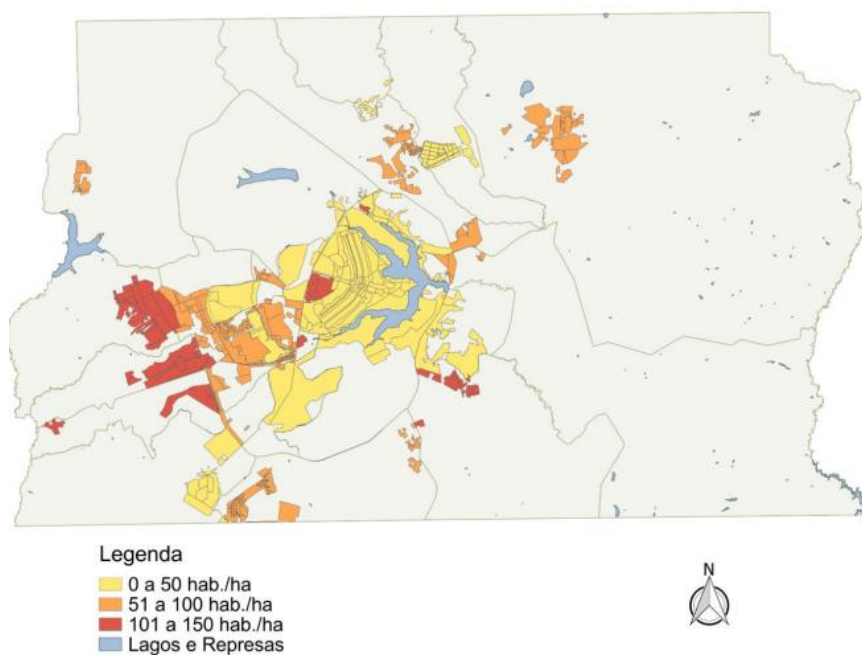 Legenda
0 a 50 hab./ha
51 a 100 hab./ha
101 a 150 hab./ha
Lagos e Represas
N